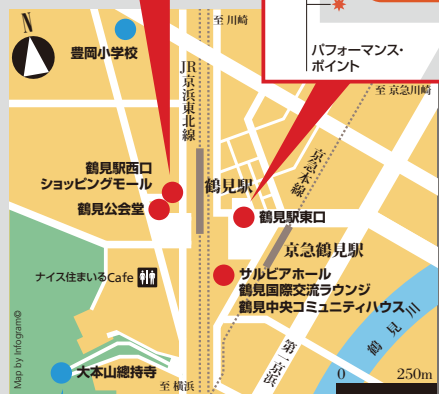 N
至 川崎
豊岡小学校
パフォーマンス・
ポイント
至 京急川崎
JR京浜東北線
京急本線
鶴見駅西口
ショッピングモール
鶴見公会堂
鶴見駅
鶴見駅東口
京急鶴見駅
ナイス住まいるCafe
サルビアホール
鶴見国際交流ラウンジ
鶴見中央コミュニティハウス
鶴見川
第一京浜
大本山總持寺
至 横浜
0 250m
Map by Infogram©